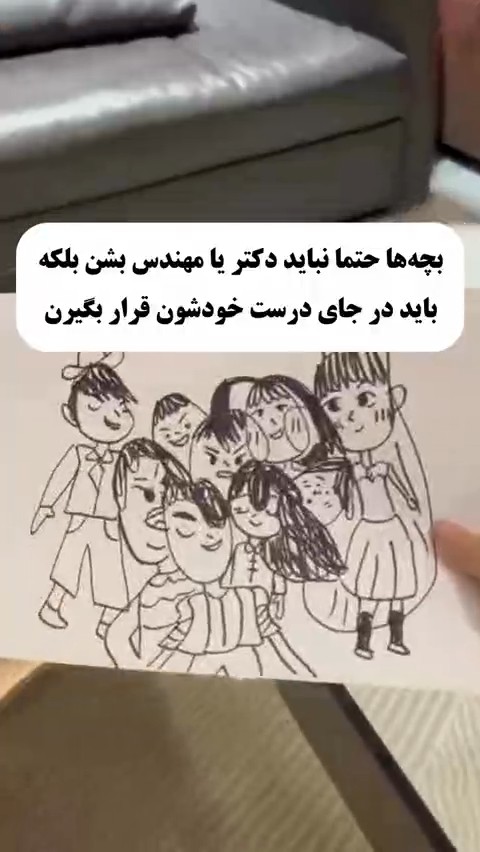 بچه‌ها حتما نباید دکتر یا مهندس بشن بلکه
باید در جای درست خودشون قرار بگیرن